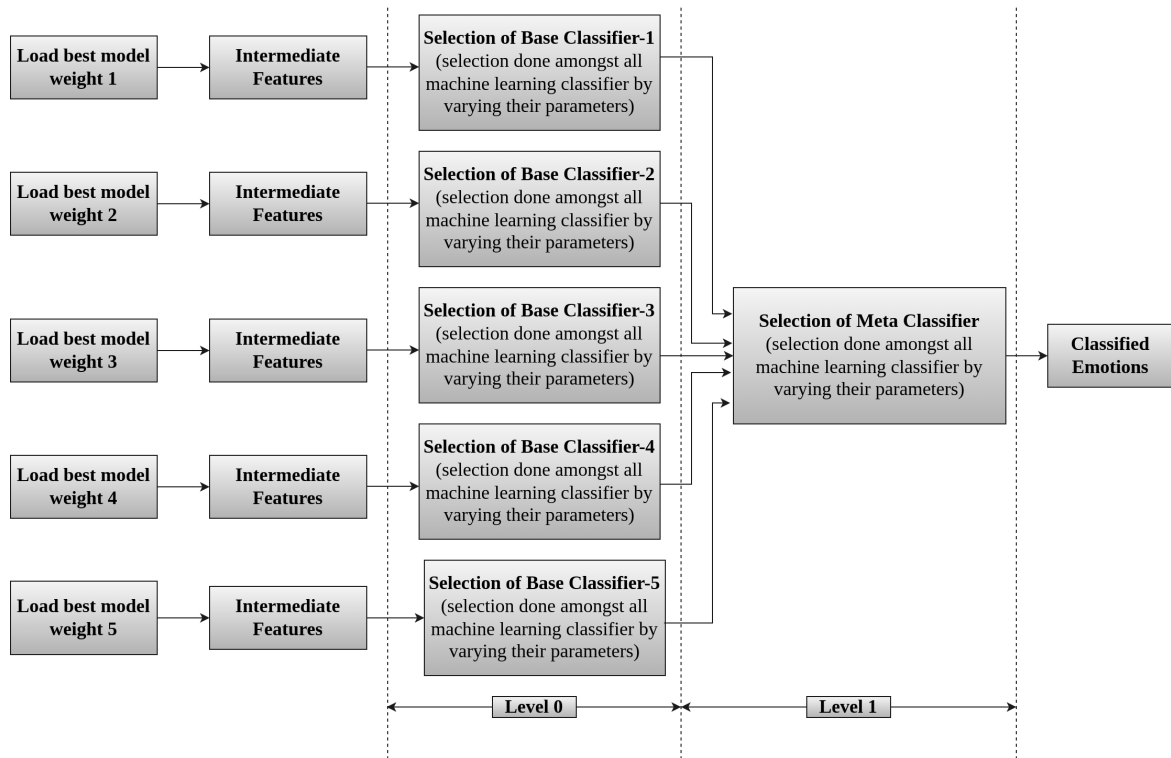 Load best model
weight 1
Intermediate
Features
Selection of Base Classifier-1
(selection done amongst all
machine learning classifier by
varying their parameters)
Load best model
weight 2
Intermediate
Features
Selection of Base Classifier-2
(selection done amongst all
machine learning classifier by
varying their parameters)
Load best model
weight 3
Intermediate
Features
Selection of Base Classifier-3
(selection done amongst all
machine learning classifier by
varying their parameters)
Selection of Meta Classifier
(selection done amongst all
machine learning classifier by
varying their parameters)
Classified
Emotions
Load best model
weight 4
Intermediate
Features
Selection of Base Classifier-4
(selection done amongst all
machine learning classifier by
varying their parameters)
Load best model
weight 5
Intermediate
Features
Selection of Base Classifier-5
(selection done amongst all
machine learning classifier by
varying their parameters)
Level 0
Level 1